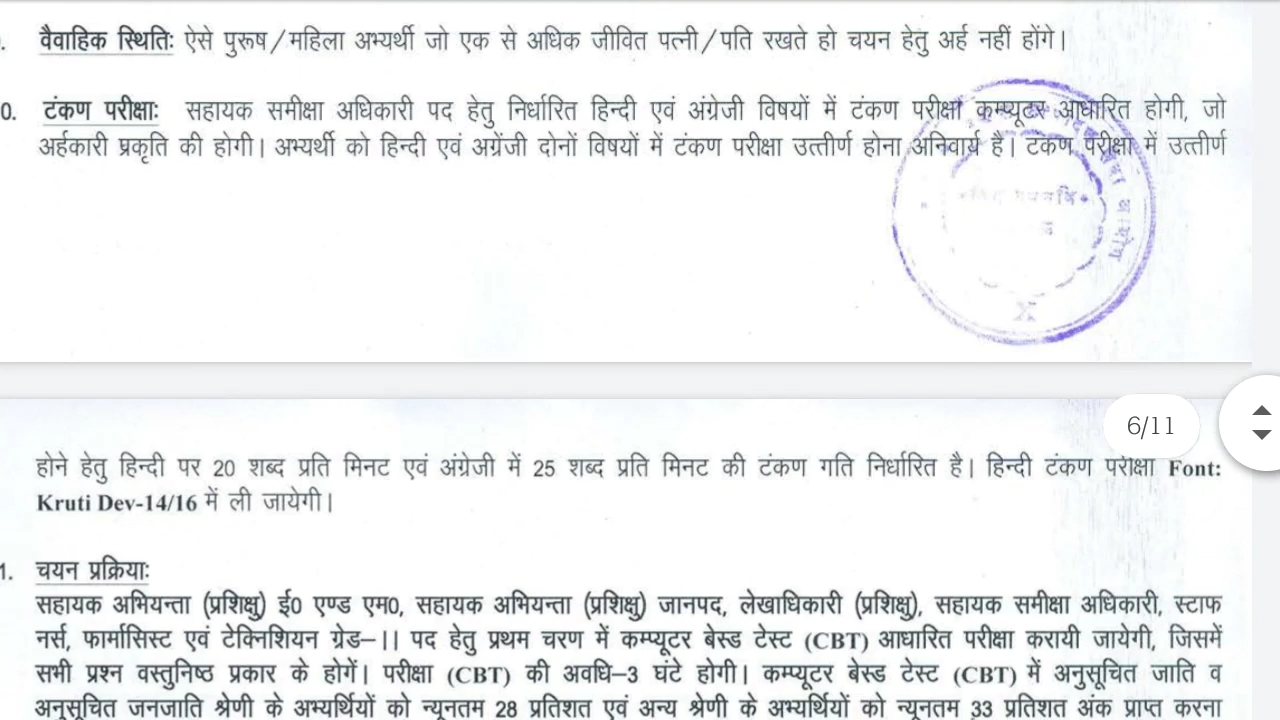 . वैवाहिक स्थितिः ऐसे पुरूष/महिला अभ्यर्थी जो एक से अधिक जीवित पत्नी/पति रखते हो चयन हेतु अर्ह नहीं होंगे।
0. टंकण परीक्षाः सहायक समीक्षा अधिकारी पद हेतु निर्धारित हिन्दी एवं अंग्रेजी विषयों में टंकण परीक्षा कम्प्यूटर आधारित होगी, जो
अर्हकारी प्रकृति की होगी। अभ्यर्थी को हिन्दी एवं अग्रेंजी दोनों विषयों में टंकण परीक्षा उत्तीर्ण होना अनिवार्य है। टंकण परीक्षा में उत्तीर्ण
6/11
होने हेतु हिन्दी पर 20 शब्द प्रति मिनट एवं अंग्रेजी में 25 शब्द प्रति मिनट की टंकण गति निर्धारित है। हिन्दी टंकण परीक्षा Font:
Kruti Dev-14/16 में ली जायेगी।
1. चयन प्रक्रियाः
सहायक अभियन्ता (प्रशिक्षु) ई0 एण्ड एम0, सहायक अभियन्ता (प्रशिक्षु) जानपद, लेखाधिकारी (प्रशिक्षु), सहायक समीक्षा अधिकारी, स्टाफ
नर्स, फार्मासिस्ट एवं टेक्निशियन ग्रेड–।। पद हेतु प्रथम चरण में कम्प्यूटर बेस्ड टेस्ट (CBT) आधारित परीक्षा करायी जायेगी, जिसमें
सभी प्रश्न वस्तुनिष्ठ प्रकार के होगें। परीक्षा (CBT) की अवधि–3 घंटे होगी। कम्प्यूटर बेस्ड टेस्ट (CBT) में अनुसूचित जाति व
अनुसूचित जनजाति श्रेणी के अभ्यर्थियों को न्यूनतम 28 प्रतिशत एवं अन्य श्रेणी के अभ्यर्थियों को न्यूनतम 33 प्रतिशत अंक प्राप्त करना